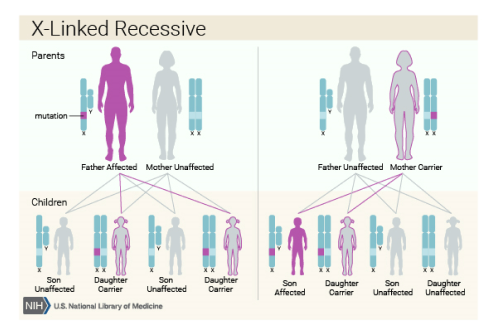 X-Linked Recessive
Parents
mutation
Y
X
X X
Father Affected
Mother Unaffected
Y
X
X X
Father Unaffected
Mother Carrier
Children
Y
X
Son
Unaffected
X X
Daughter
Carrier
Y
X
Son
Unaffected
X X
Daughter
Carrier
Y
X
Son
Affected
X X
Daughter
Carrier
Y
X
Son
Unaffected
X X
Daughter
Unaffected
NIH U.S. National Library of Medicine